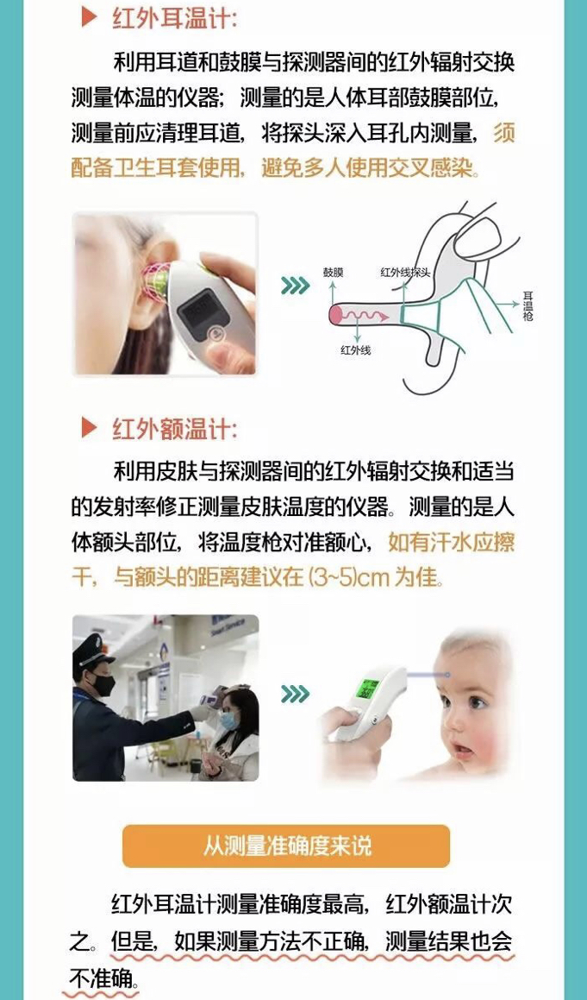 红外耳温计:
利用耳道和鼓膜与探测器间的红外辐射交换
测量体温的仪器; 测量的是人体耳部鼓膜部位,
测量前应清理耳道, 将探头深入耳孔内测量, 须
配备卫生耳套使用, 避免多人使用交叉感染。
鼓膜
红外线探头
耳温枪
红外线
红外额温计:
利用皮肤与探测器间的红外辐射交换和适当
的发射率修正测量皮肤温度的仪器。测量的是人
体额头部位, 将温度枪对准额心, 如有汗水应擦
干, 与额头的距离建议在 (3~5)cm 为佳。
Smart Service
从测量准确度来说
红外耳温计测量准确度最高, 红外额温计次
之。但是, 如果测量方法不正确, 测量结果也会
不准确。